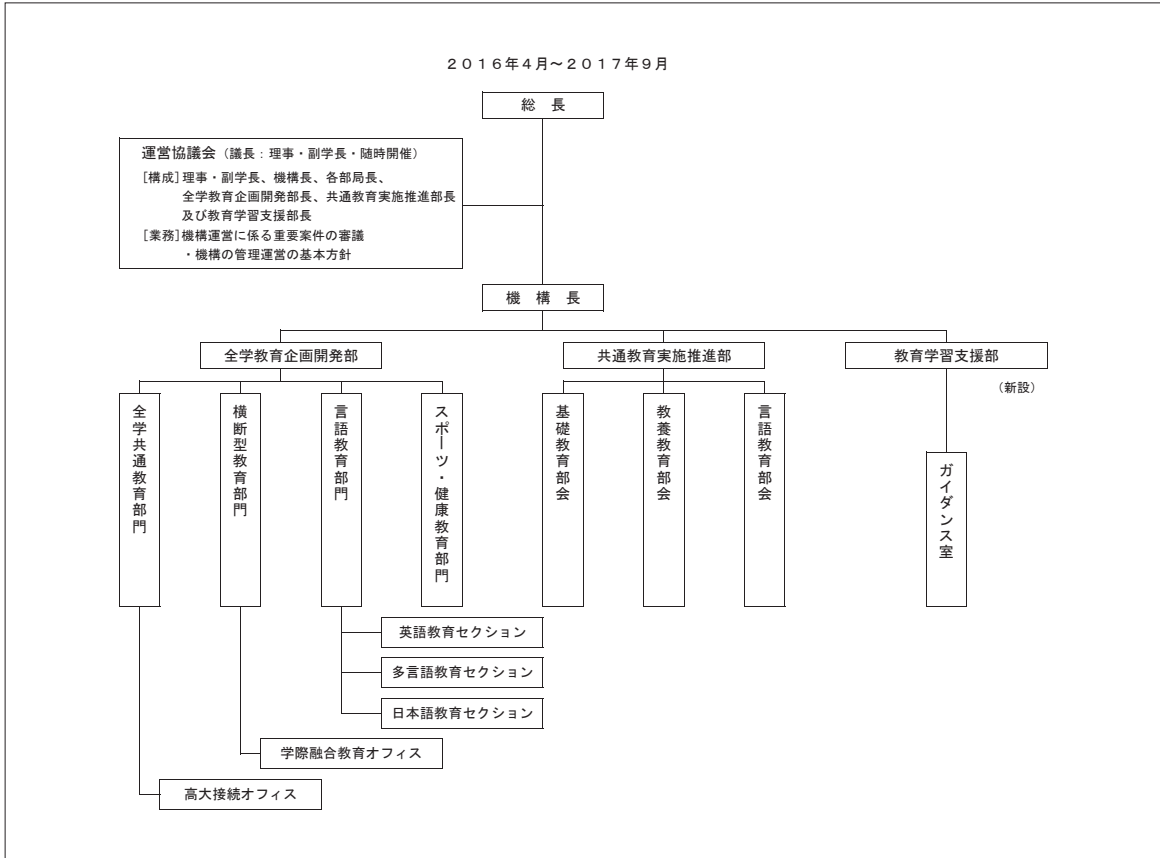 ２０１６年４月～２０１７年９月
総　長
運営協議会（議長：理事・副学長・随時開催）
［構成］理事・副学長、機構長、各部局長、
全学教育企画開発部長、共通教育実施推進部長
及び教育学習支援部長
［業務］機構運営に係る重要案件の審議
・機構の管理運営の基本方針
機　構　長
全学教育企画開発部
共通教育実施推進部
教育学習支援部
（新設）
全学共通教育部門
横断型教育部門
言語教育部門
スポーツ・健康教育部門
基礎教育部会
教養教育部会
言語教育部会
ガイダンス室
英語教育セクション
多言語教育セクション
日本語教育セクション
学際融合教育オフィス
高大接続オフィス